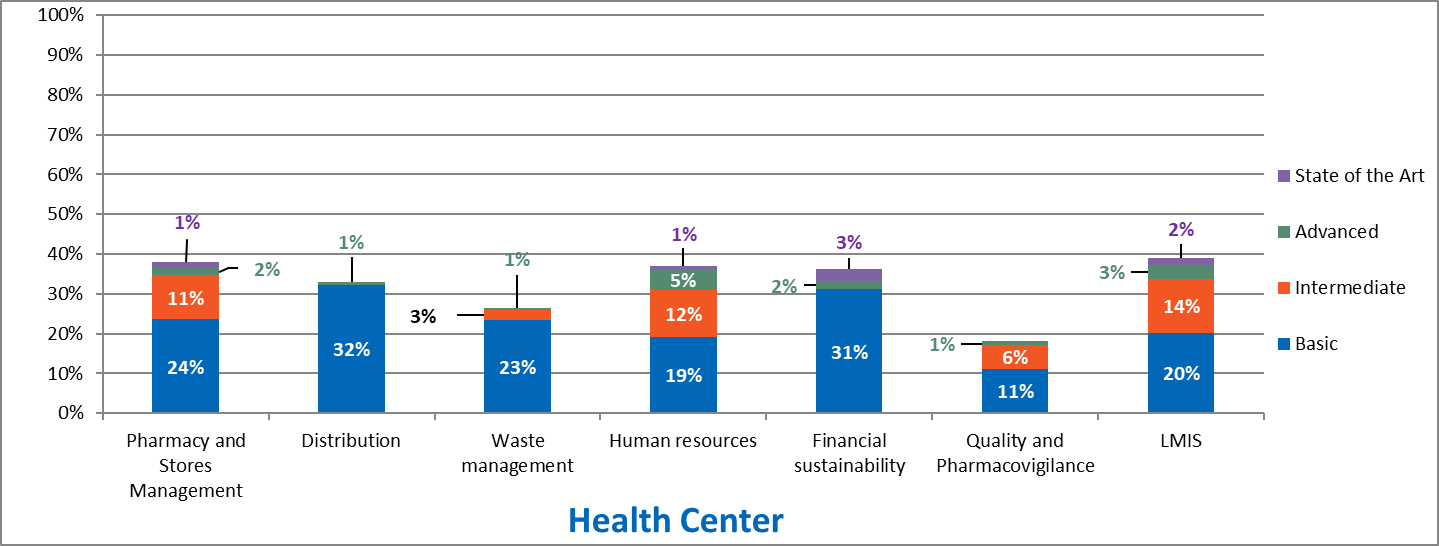 100%
90%
80%
70%
60%
50%
40%
30%
20%
10%
0%
1%
2%
11%
24%
1%
32%
1%
3%
23%
1%
5%
12%
19%
3%
2%
31%
1%
6%
11%
2%
3%
14%
20%
State of the Art
Advanced
Intermediate
Basic
Pharmacy and
Stores
Management
Distribution
Waste
management
Human resources
Financial
sustainability
Quality and
Pharmacovigilance
LMIS
Health Center